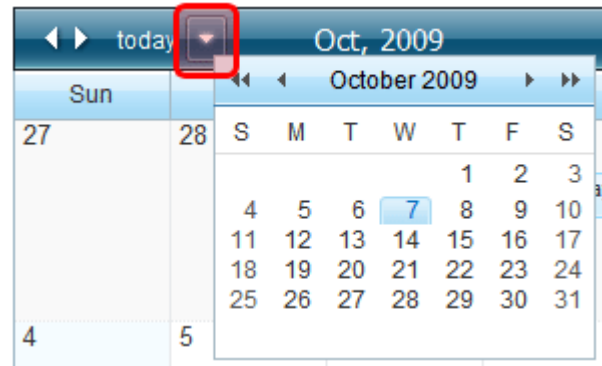 today Oct, 2009
October 2009
Sun
27 28
S M T W T F S
1 2 3
4 5 6 7 8 9 10
11 12 13 14 15 16 17
18 19 20 21 22 23 24
25 26 27 28 29 30 31
4 5